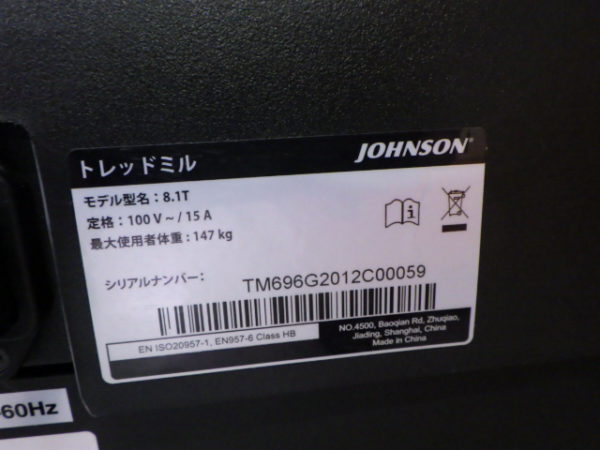 トレッドミル
JOHNSON
モデル型名：8.1T
定格：100 V ~ / 15 A
最大使用者体重：147 kg
シリアルナンバー：
TM696G2012C00059
EN ISO20957-1, EN957-6 Class HB
NO.4500, Baoqian Rd, Zhuqiao,
Jiading, Shanghai, China
Made in China
60Hz